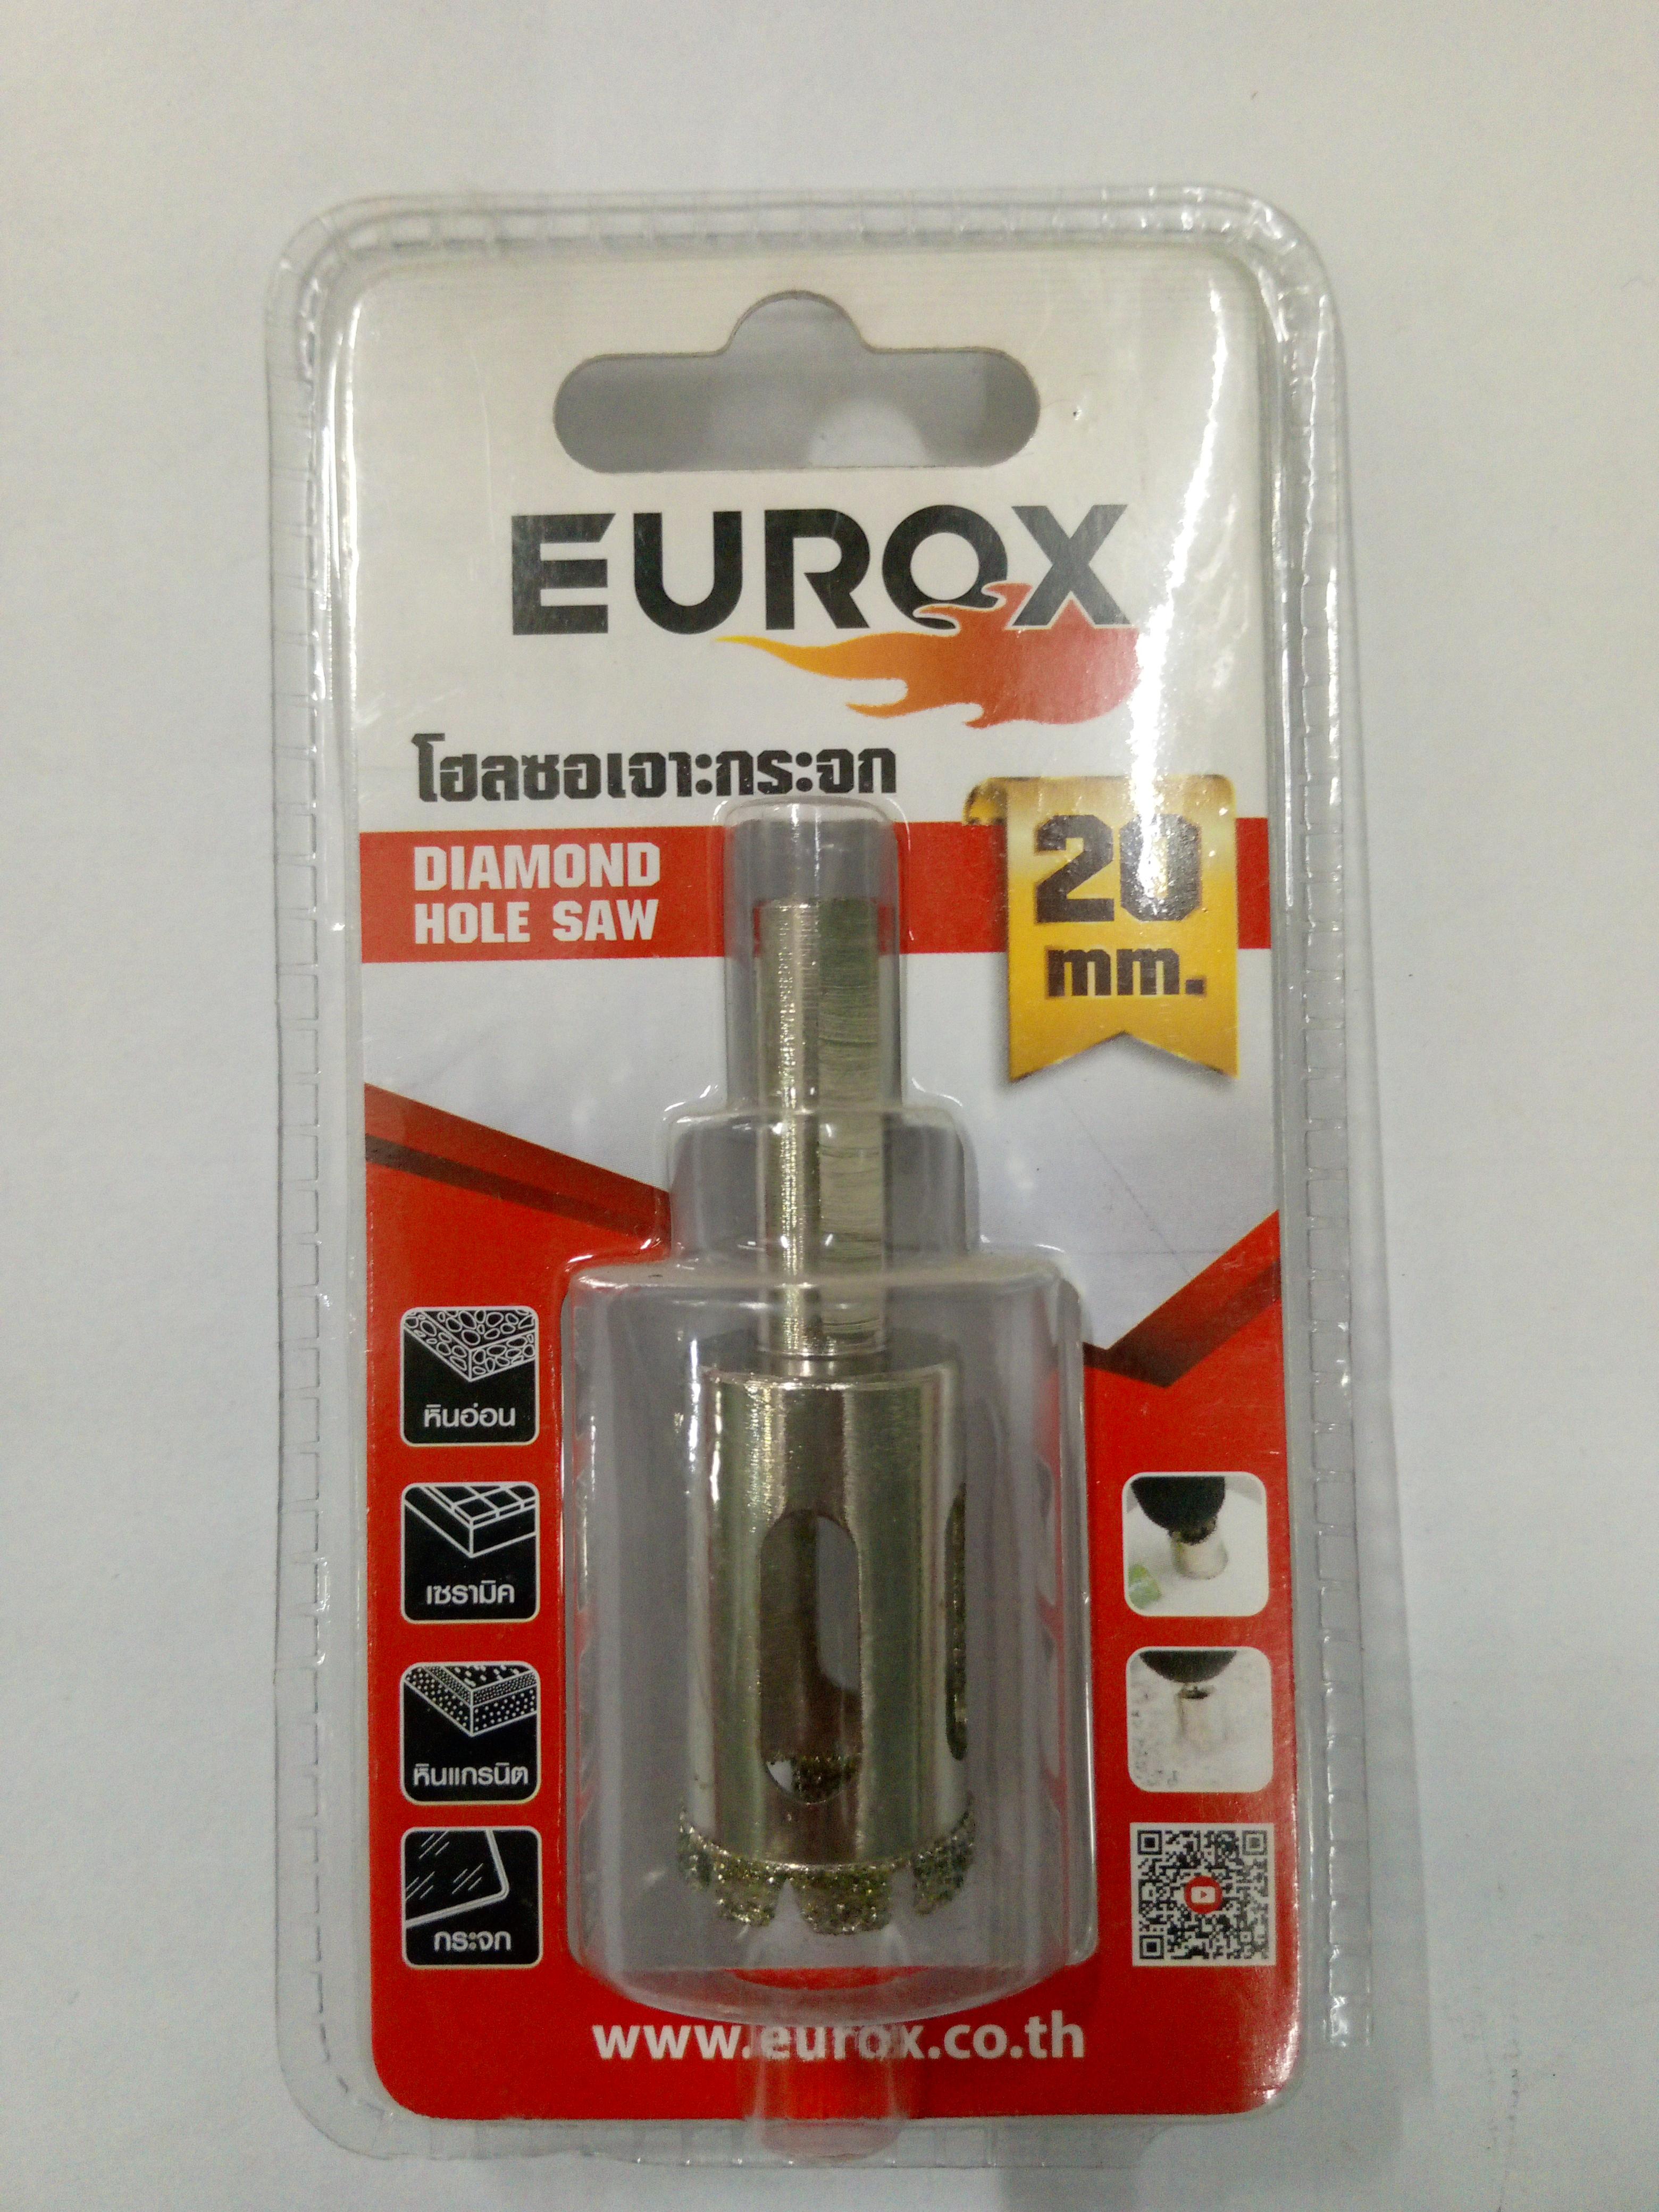 EUROX
โฮลซอเจาะกระจก
DIAMOND
HOLE SAW
20
mm.
หินอ่อน
เซรามิค
หินแกรนิต
กระจก
www.eurox.co.th